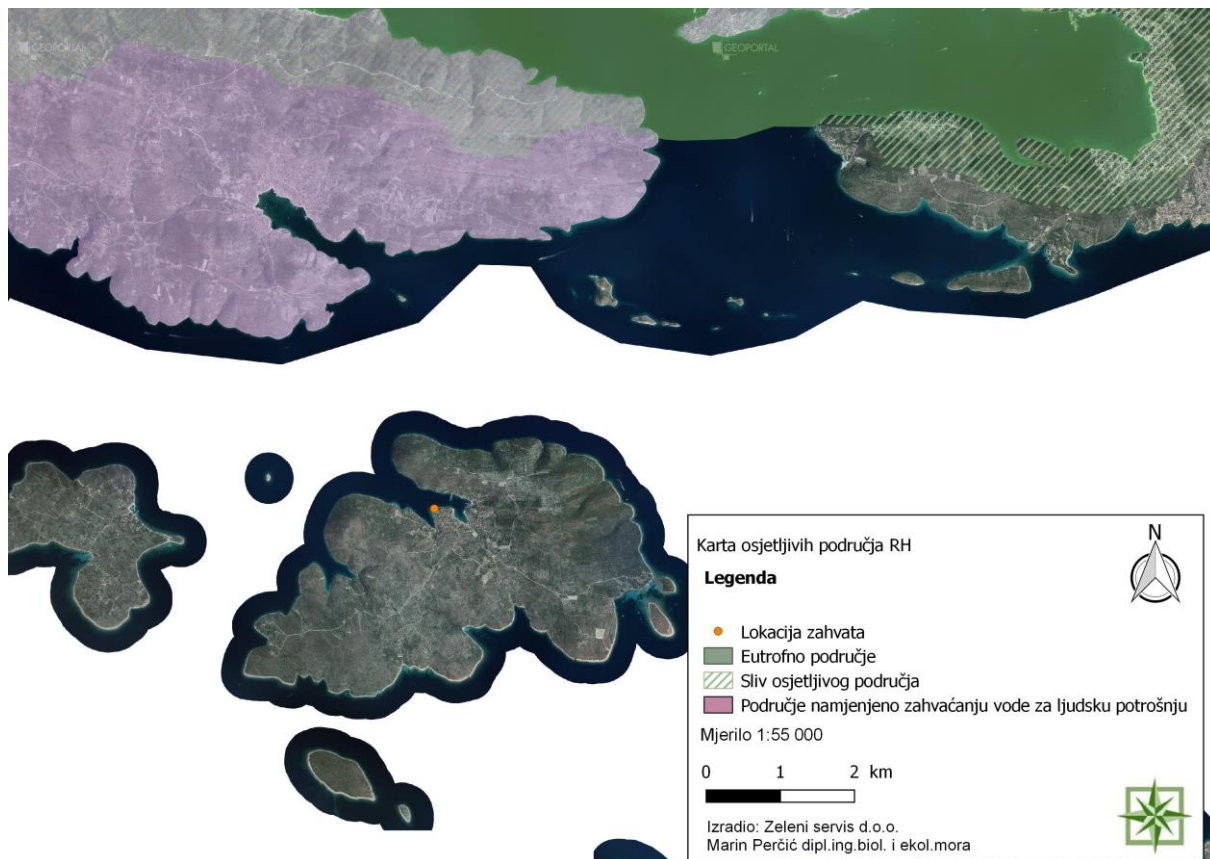 GEOPORTAL
GEOPORTAL
Karta osjetljivih područja RH
N
Legenda
Lokacija zahvata
Eutrofno područje
Sliv osjetljivog područja
Područje namjenjeno zahvaćanju vode za ljudsku potrošnju
Mjerilo 1:55 000
0 1 2 km
Izradio: Zeleni servis d.o.o.
Marin Perčić dipl.ing.biol. i ekol.mora